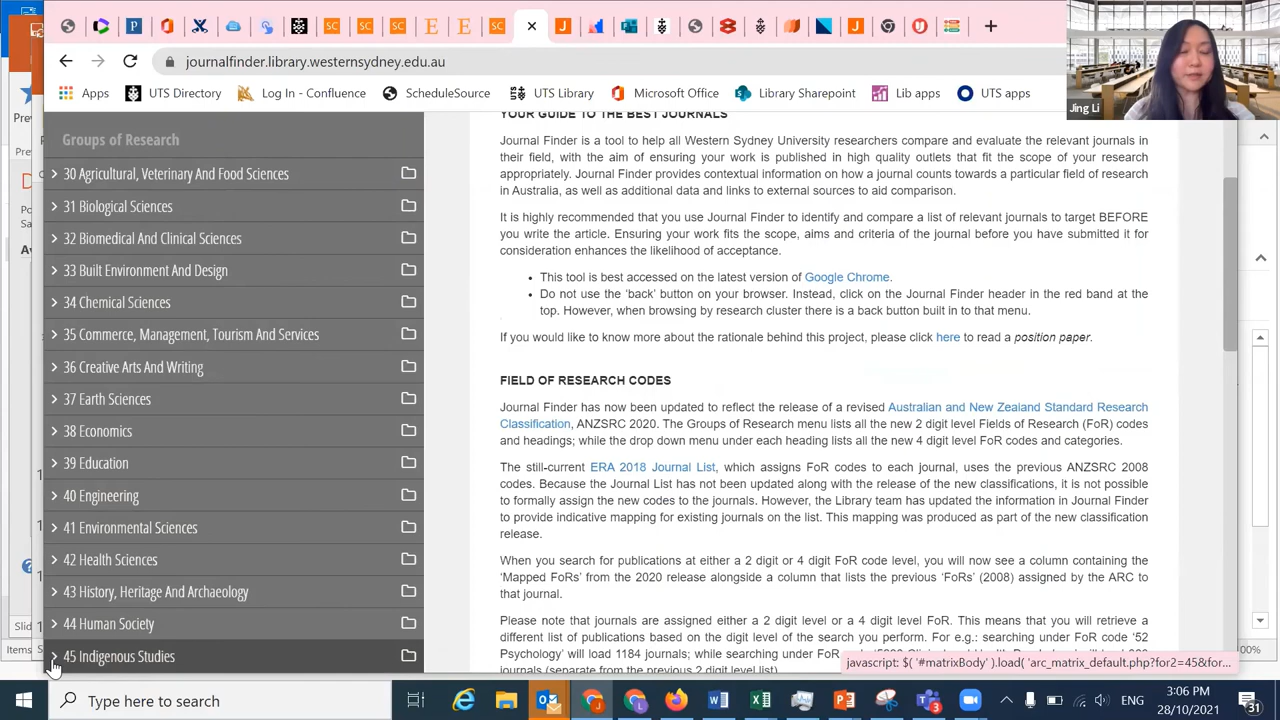 journalfinder.library.westernsydney.edu.au
Apps
UTS Directory
Log In - Confluence
ScheduleSource
UTS Library
Microsoft Office
Library Sharepoint
Lib apps
UTS apps
Jing Li
Groups of Research
30 Agricultural, Veterinary And Food Sciences
31 Biological Sciences
32 Biomedical And Clinical Sciences
33 Built Environment And Design
34 Chemical Sciences
35 Commerce, Management, Tourism And Services
36 Creative Arts And Writing
37 Earth Sciences
38 Economics
39 Education
40 Engineering
41 Environmental Sciences
42 Health Sciences
43 History, Heritage And Archaeology
44 Human Society
45 Indigenous Studies
YOUR GUIDE TO THE BEST JOURNALS
Journal Finder is a tool to help all Western Sydney University researchers compare and evaluate the relevant journals in
their field, with the aim of ensuring your work is published in high quality outlets that fit the scope of your research
appropriately. Journal Finder provides contextual information on how a journal counts towards a particular field of research
in Australia, as well as additional data and links to external sources to aid comparison.
It is highly recommended that you use Journal Finder to identify and compare a list of relevant journals to target BEFORE
you write the article. Ensuring your work fits the scope, aims and criteria of the journal before you have submitted it for
consideration enhances the likelihood of acceptance.
• This tool is best accessed on the latest version of Google Chrome.
• Do not use the ‘back’ button on your browser. Instead, click on the Journal Finder header in the red band at the
top. However, when browsing by research cluster there is a back button built in to that menu.
If you would like to know more about the rationale behind this project, please click here to read a position paper.
FIELD OF RESEARCH CODES
Journal Finder has now been updated to reflect the release of a revised Australian and New Zealand Standard Research
Classification, ANZSRC 2020. The Groups of Research menu lists all the new 2 digit level Fields of Research (FoR) codes
and headings; while the drop down menu under each heading lists all the new 4 digit level FoR codes and categories.
The still-current ERA 2018 Journal List, which assigns FoR codes to each journal, uses the previous ANZSRC 2008
codes. Because the Journal List has not been updated along with the release of the new classifications, it is not possible
to formally assign the new codes to the journals. However, the Library team has updated the information in Journal Finder
to provide indicative mapping for existing journals on the list. This mapping was produced as part of the new classification
release.
When you search for publications at either a 2 digit or 4 digit FoR code level, you will now see a column containing the
‘Mapped FoRs’ from the 2020 release alongside a column that lists the previous ‘FoRs’ (2008) assigned by the ARC to
that journal.
Please note that journals are assigned either a 2 digit level or a 4 digit level FoR. This means that you will retrieve a
different list of publications based on the digit level of the search you perform. For e.g.: searching under FoR code ‘52
Psychology’ will load 1184 journals; while searching under FoR
journals (separate from the previous 2 digit level list).
javascript: $( '#matrixBody' ).load( 'arc_matrix_default.php?for2=45&for...
Type here to search
ENG
3:06 PM
28/10/2021
31